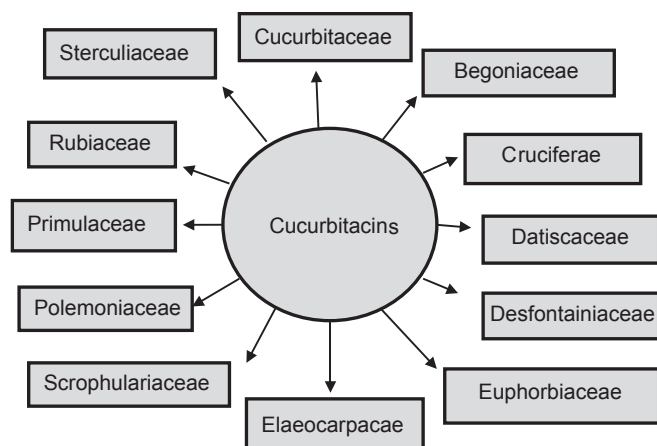 Cucurbitaceae
Sterculiaceae
Begoniaceae
Rubiaceae
Cruciferae
Primulaceae
Cucurbitacins
Datiscaceae
Polemoniaceae
Desfontainiaceae
Scrophulariaceae
Euphorbiaceae
Elaeocarpacae